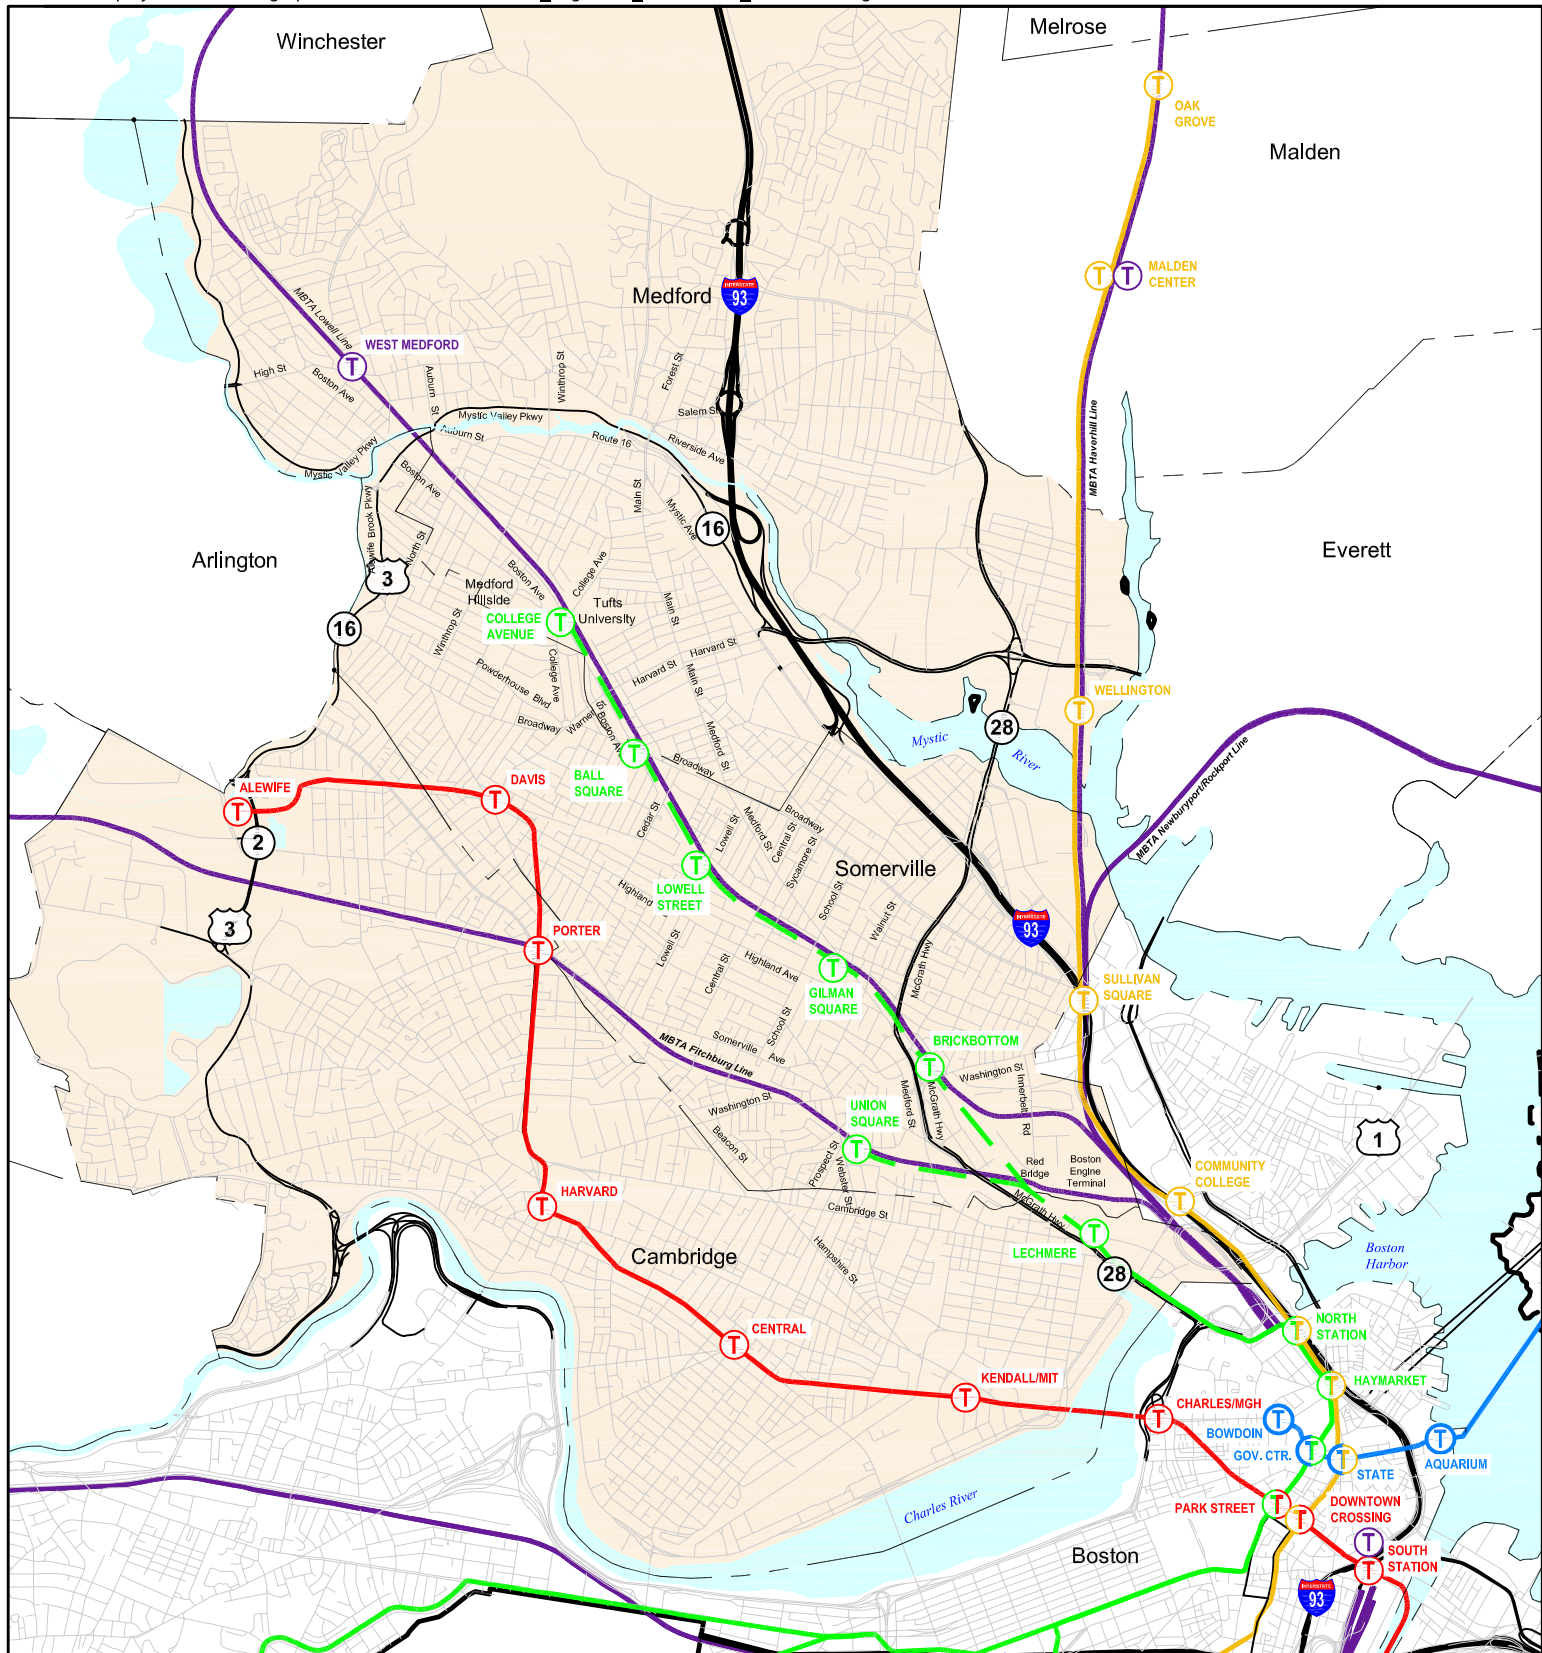 Winchester
Melrose
T
OAK
GROVE
Malden
T
T
MALDEN
CENTER
Medford
INTERSTATE
93
MBTA Lowell Line
WEST MEDFORD
T
High St
Boston Ave
Auburn St
Winthrop St
Forest St
Salem St
Mystic Valley Pkwy
Auburn St
Route 16
Riverside Ave
MBTA Haverhill Line
Mystic Valley Pkwy
Boston Ave
Main St
Mystic Ave
16
Alewife Brook Pkwy
North St
Arlington
Everett
3
Boston Ave
College Ave
Medford
Hillside
Tufts
University
COLLEGE
AVENUE
T
16
Winthrop St
Main St
Harvard St
Harvard St
Main St
College Ave
Powderhouse Blvd
Broadway
Warner St
Boston Ave
WELLINGTON
T
28
Mystic
River
Medford St
Broadway
T
BALL
SQUARE
MBTA Newburyport/Rockport Line
ALEWIFE
T
DAVIS
T
2
Cedar St
Lowell St
Medford St
Central St
Broadway
Sycamore St
Somerville
T
LOWELL
STREET
Highland
School St
Walnut St
3
INTERSTATE
93
PORTER
T
Lowell St
Central St
Highland Ave
McGrath Hwy
T
GILMAN
SQUARE
SULLIVAN
SQUARE
T
School St
Somerville Ave
MBTA Fitchburg Line
BRICKBOTTOM
T
Washington St
Innerbelt Rd
Washington St
UNION
SQUARE
T
Medford St
McGrath Hwy
Beacon St
Prospect St
Webster St
Red
Bridge
Boston
Engine
Terminal
1
COMMUNITY
COLLEGE
T
HARVARD
T
Cambridge St
McGrath Hwy
T
LECHMERE
Hampshire St
Cambridge
28
Boston
Harbor
NORTH
STATION
T
CENTRAL
T
KENDALL/MIT
T
HAYMARKET
T
CHARLES/MGH
T
BOWDOIN
T
GOV. CTR.
T
T
STATE
T
AQUARIUM
Charles River
PARK STREET
T
DOWNTOWN
CROSSING
T
T
SOUTH
STATION
T
Boston
INTERSTATE
93